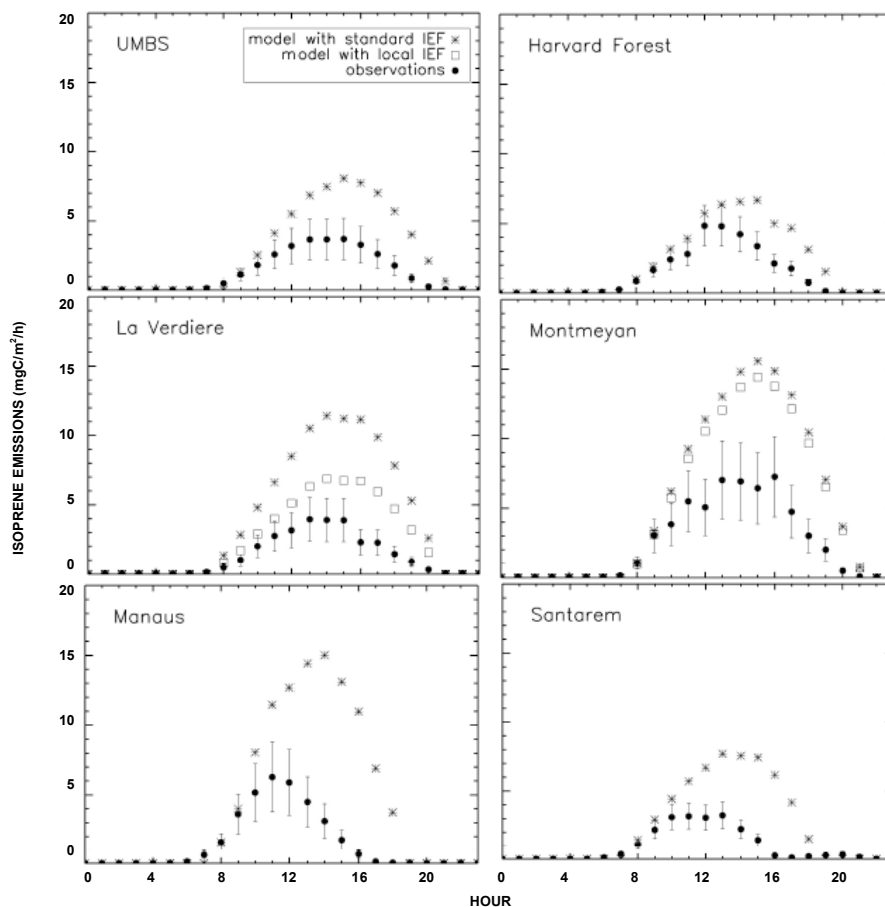 20
UMBS
model with standard IEF
model with local IEF
observations
15
10
5
0
Harvard Forest
20
La Verdiere
15
10
5
0
Montmeyan
ISOPRENE EMISSIONS (mgC/m²/h)
20
Manaus
15
10
5
0
Santarem
0 4 8 12 16 20
0 4 8 12 16 20
HOUR